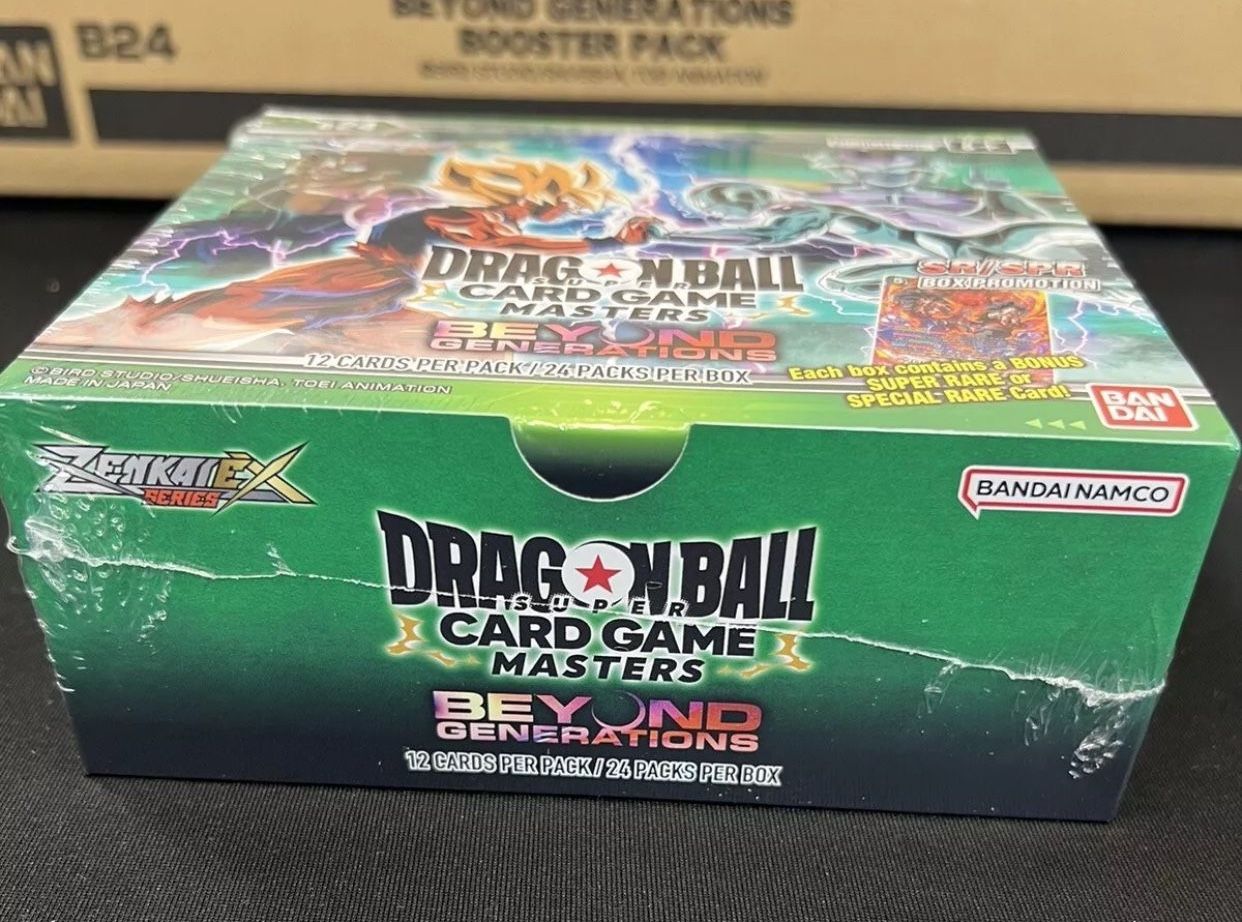 BEYOND GENERATIONS
B24
BOOSTER PACK
DRAGON BALL
SUPER
CARD GAME
MASTERS
BEYOND
GENERATIONS
12 CARDS PER PACK / 24 PACKS PER BOX
SR/SPR
BOX PROMOTION
Each box contains a BONUS
SUPER RARE or
SPECIAL RARE Card!
BAN
DAI
©BIRD STUDIO/SHUEISHA, TOEI ANIMATION
MADE IN JAPAN
ZENKAI EX
SERIES
BANDAI NAMCO
DRAGON BALL
SUPER
CARD GAME
MASTERS
BEYOND
GENERATIONS
12 CARDS PER PACK / 24 PACKS PER BOX